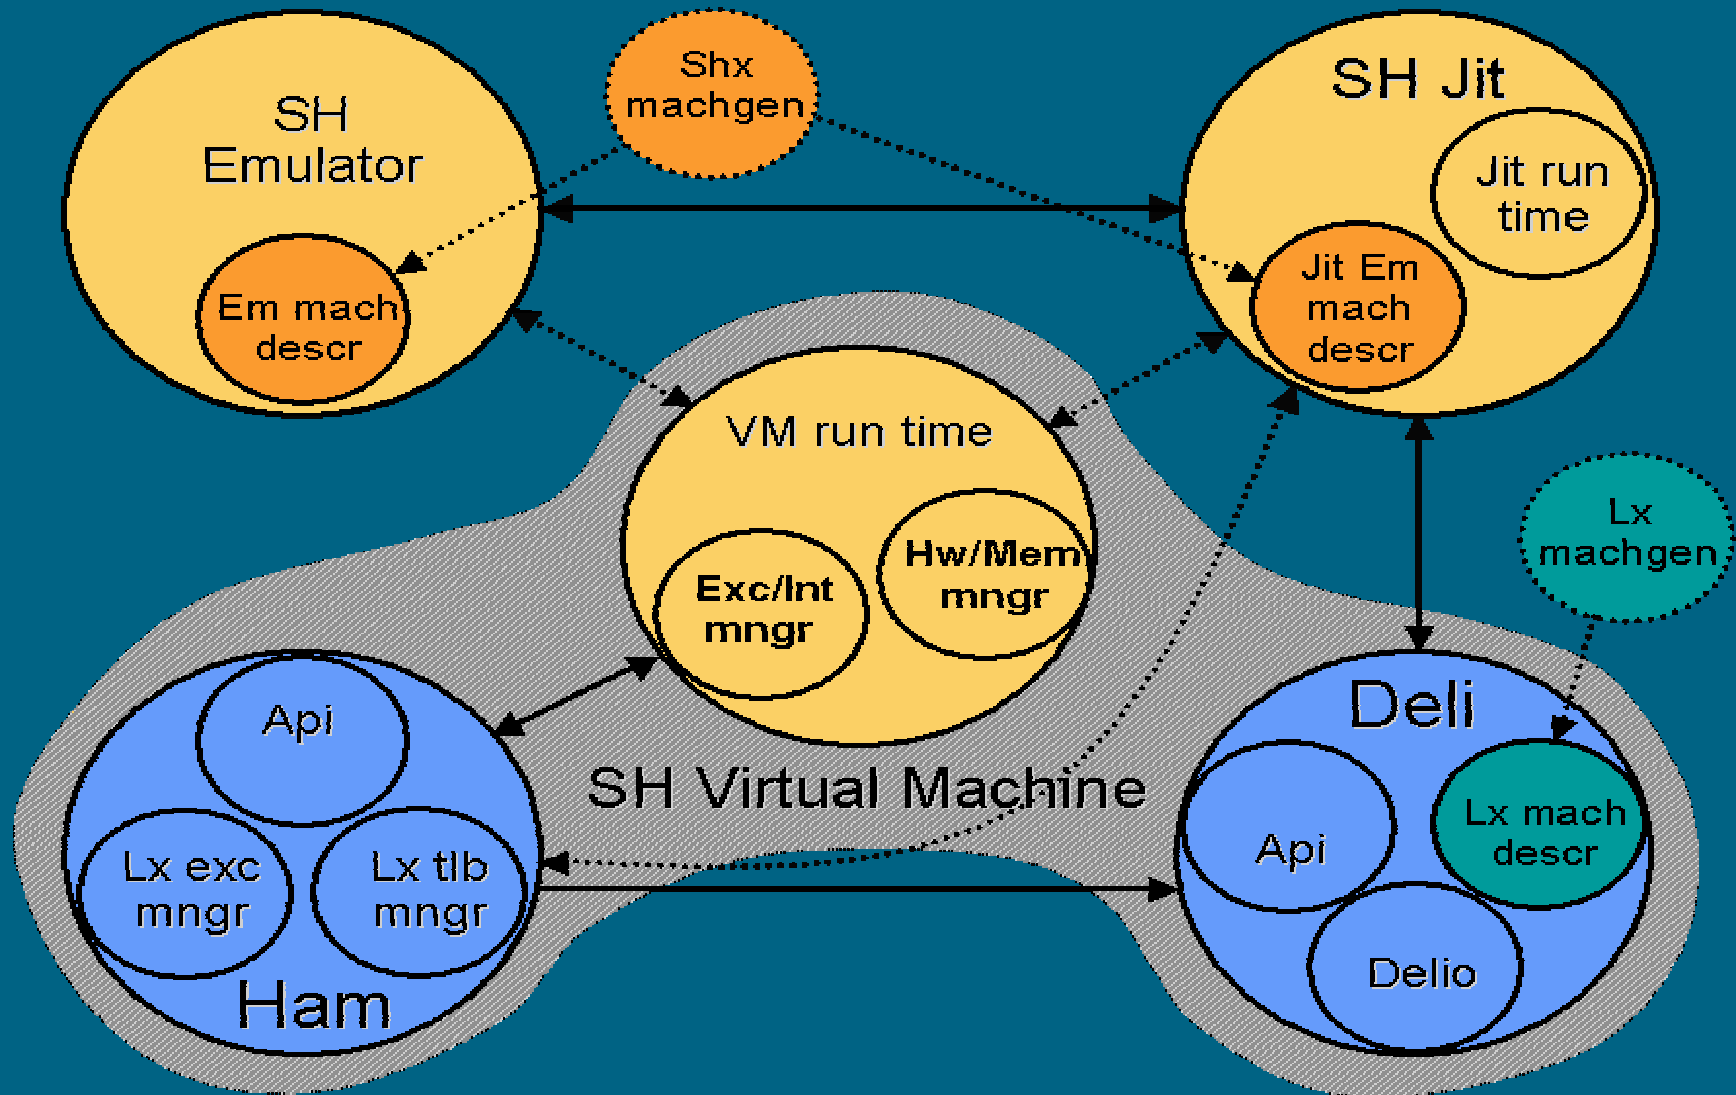 SH
Emulator
Em mach
descr
Shx
machgen
SH Jit
Jit run
time
Jit Em
mach
descr
VM run time
Exc/Int
mngr
Hw/Mem
mngr
Lx
machgen
SH Virtual Machine
Api
Lx exc
mngr
Lx tlb
mngr
Ham
Deli
Api
Lx mach
descr
Delio